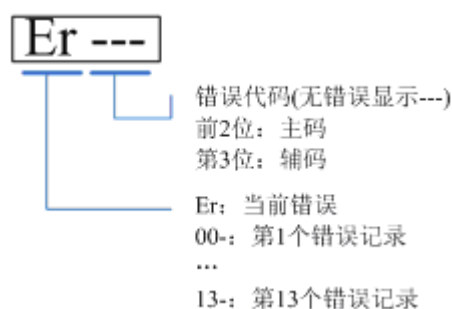 Er ---
错误代码(无错误显示---)
前2位：主码
第3位：辅码
Er：当前错误
00-：第1个错误记录
…
13-：第13个错误记录